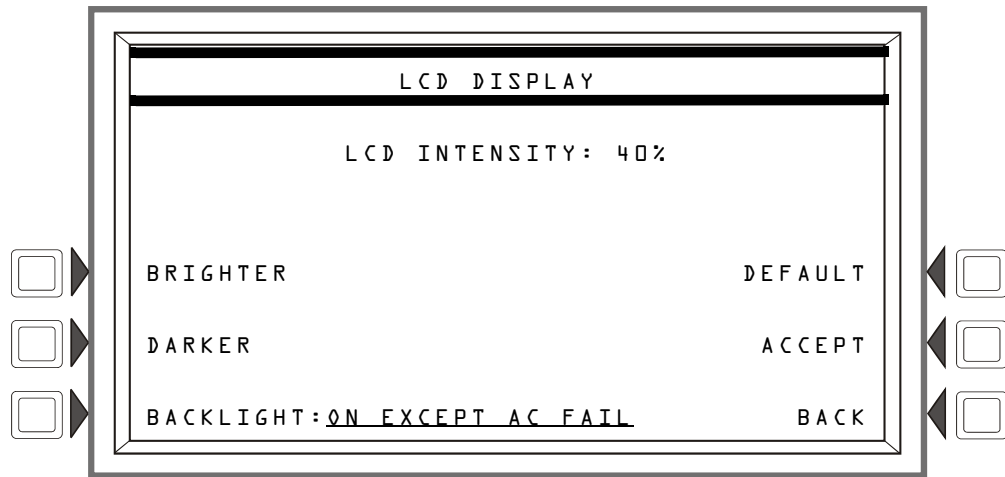 LCD DISPLAY
LCD INTENSITY: 40%
BRIGHTER DEFAULT
DARKER ACCEPT
BACKLIGHT:ON EXCEPT AC FAIL BACK